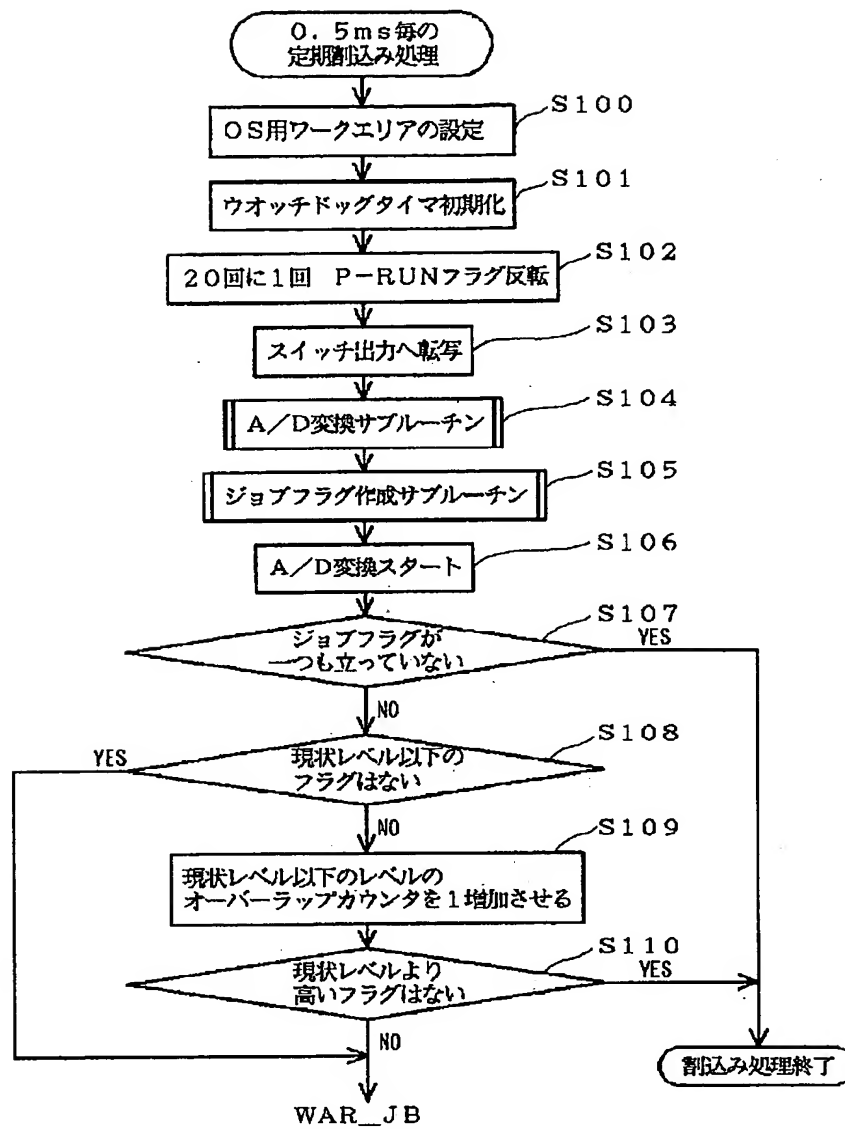 0.5ms毎の
定期割込み処理
S100
OS用ワークエリアの設定
S101
ウオッチドッグタイマ初期化
S102
20回に1回 P-RUNフラグ反転
S103
スイッチ出力へ転写
S104
A/D変換サブルーチン
S105
ジョブフラグ作成サブルーチン
S106
A/D変換スタート
S107
ジョブフラグが
一つも立っていない
YES
NO
S108
現状レベル以下の
フラグはない
YES
NO
S109
現状レベル以下のレベルの
オーバーラップカウンタを1増加させる
S110
現状レベルより
高いフラグはない
YES
NO
割込み処理終了
WAR_JB